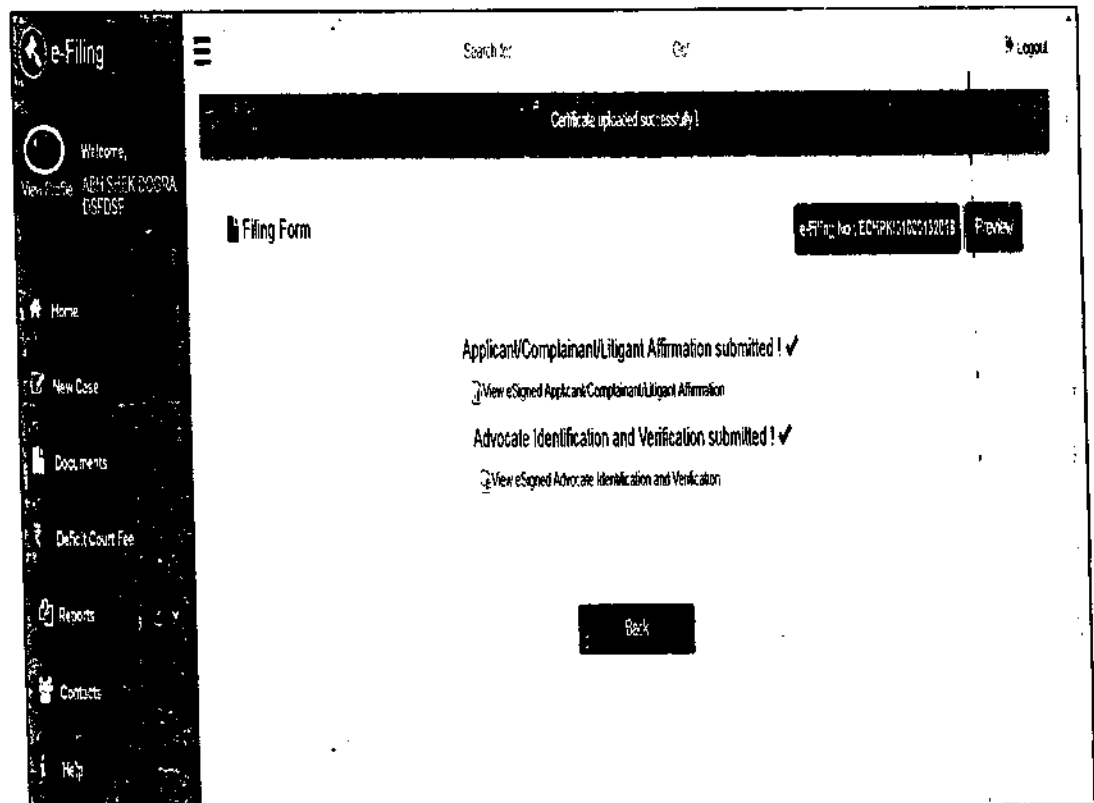 e-Filing
Search for
Go!
Logout
Certificate uploaded successfully !
Welcome,
View Profile
Filing Form
Preview
Home
Applicant/Complainant/Litigant Affirmation submitted ! ✓
View eSigned Applicant/Complainant/Litigant Affirmation
New Case
Advocate Identification and Verification submitted ! ✓
Documents
View eSigned Advocate Identification and Verification
Deficit Court Fee
Reports
Back
Contacts
Help